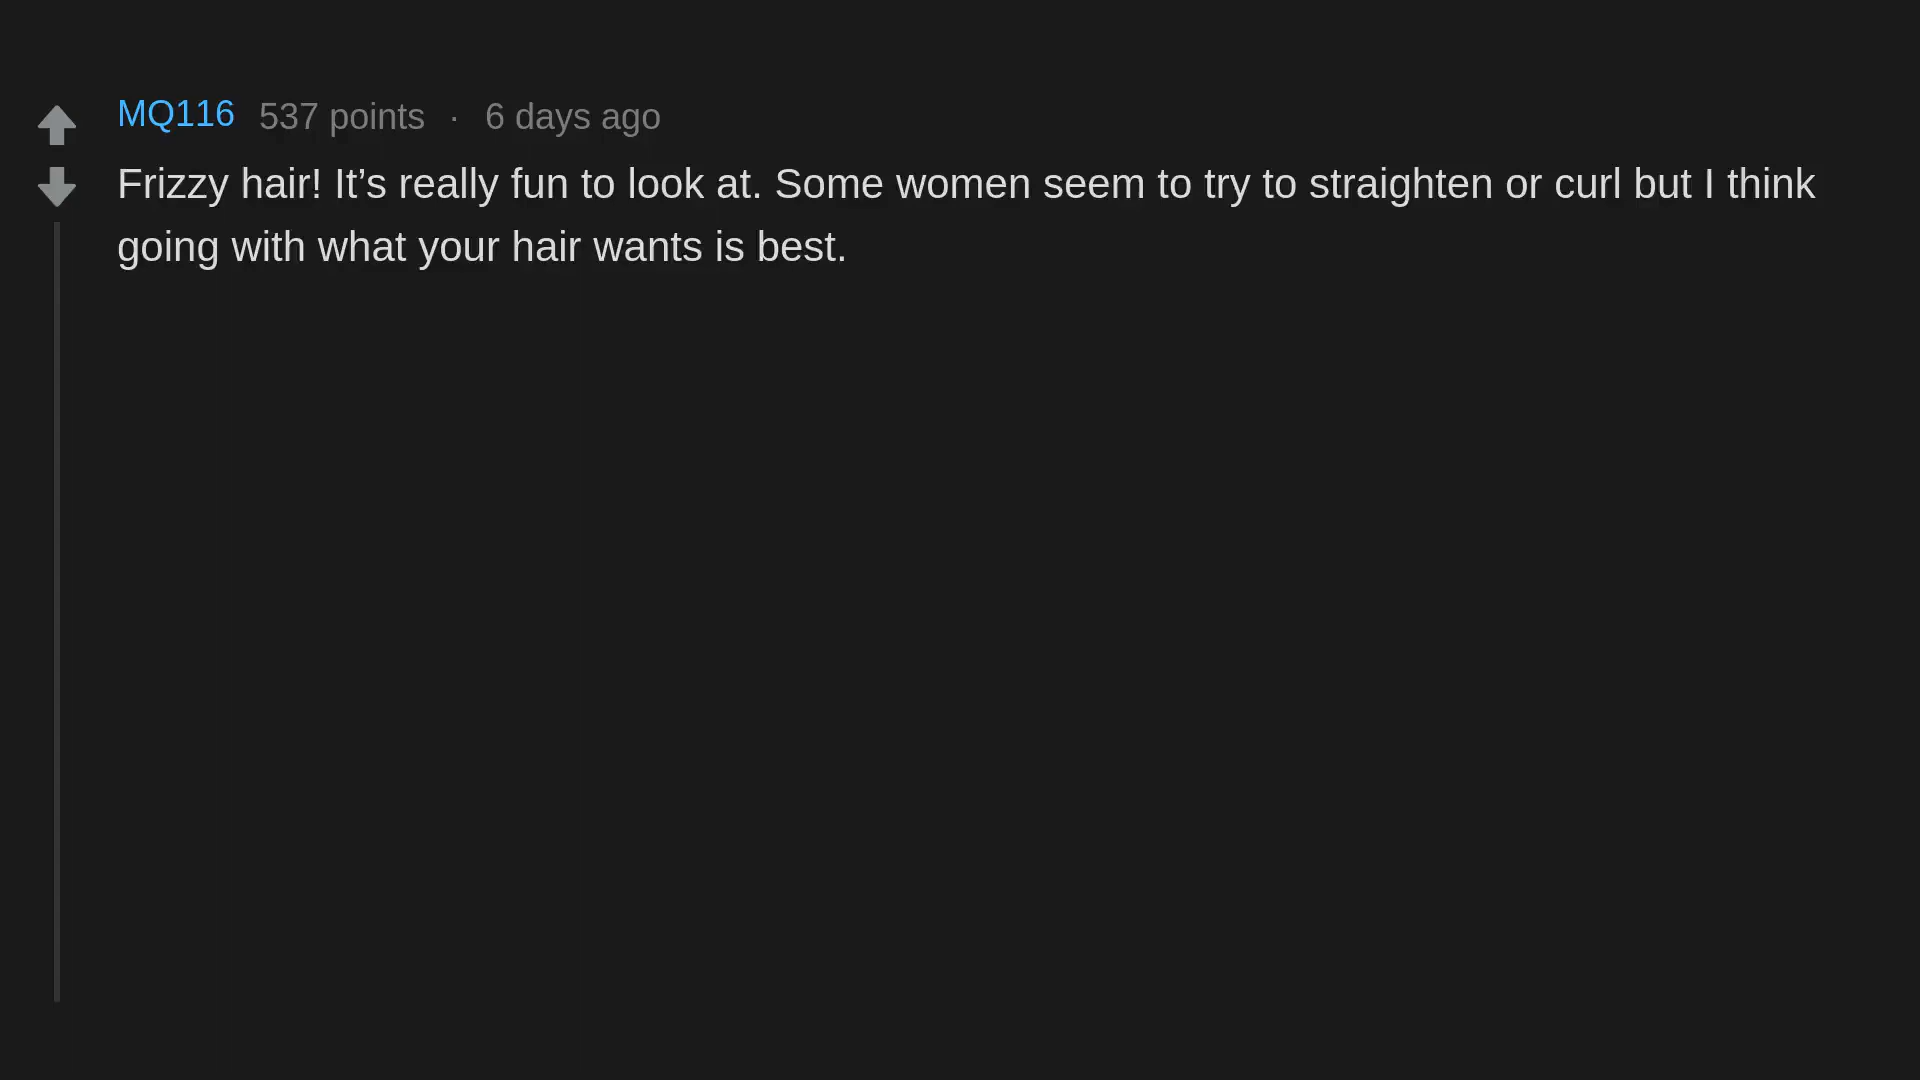 MQ116 537 points · 6 days ago
Frizzy hair! It’s really fun to look at. Some women seem to try to straighten or curl but I think
going with what your hair wants is best.